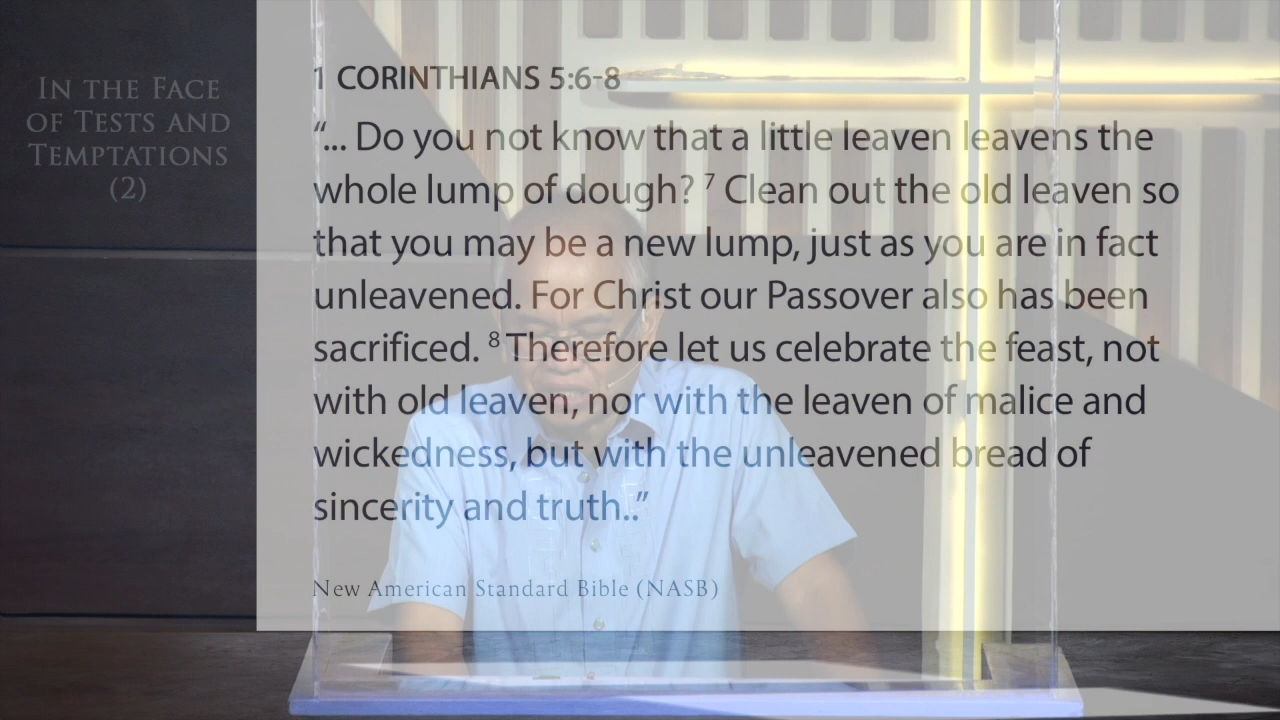 In the Face
of Tests and
Temptations
(2)
1 CORINTHIANS 5:6-8
“... Do you not know that a little leaven leavens the
whole lump of dough? ⁷ Clean out the old leaven so
that you may be a new lump, just as you are in fact
unleavened. For Christ our Passover also has been
sacrificed. ⁸ Therefore let us celebrate the feast, not
with old leaven, nor with the leaven of malice and
wickedness, but with the unleavened bread of
sincerity and truth..”
New American Standard Bible (NASB)